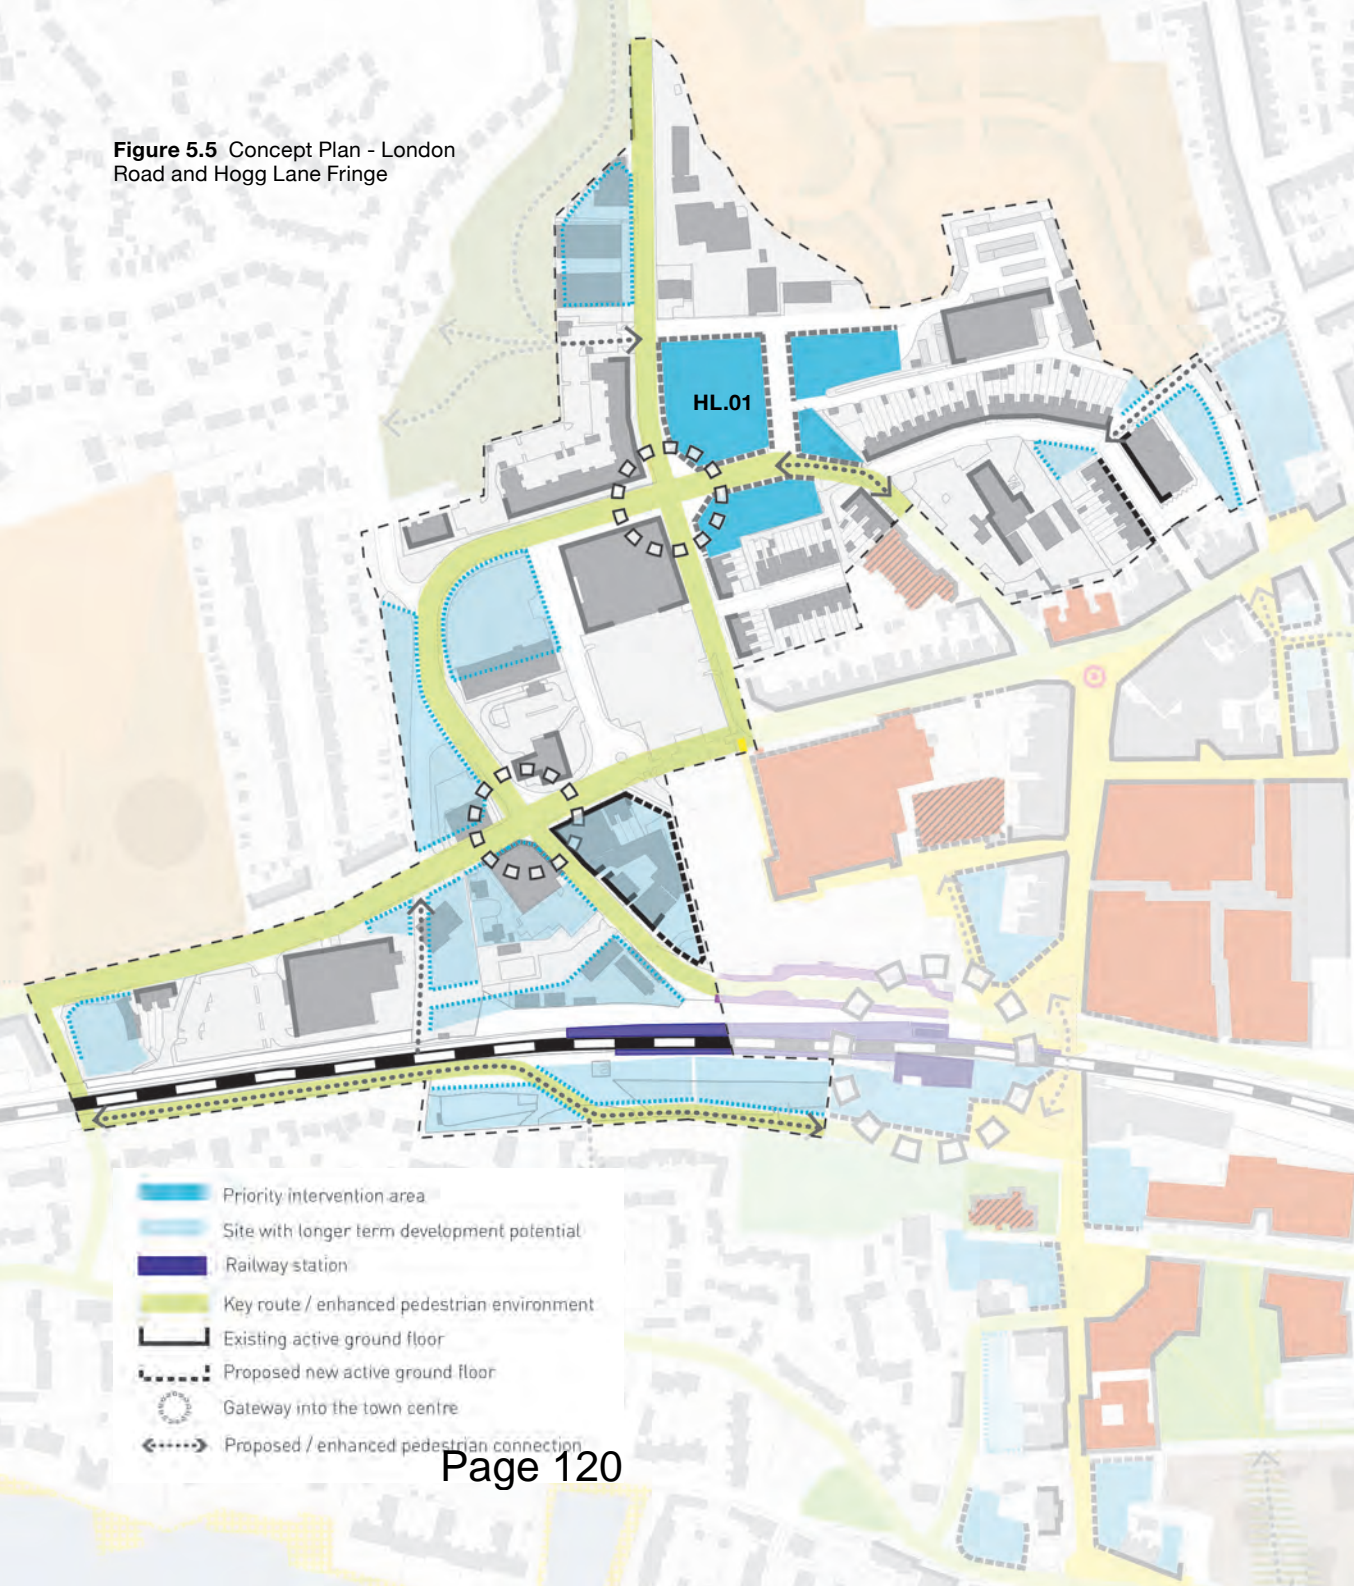 Figure 5.5 Concept Plan - London
Road and Hogg Lane Fringe
HL.01
Priority intervention area
Site with longer term development potential
Railway station
Key route / enhanced pedestrian environment
Existing active ground floor
Proposed new active ground floor
Gateway into the town centre
Proposed / enhanced pedestrian connection
Page 120